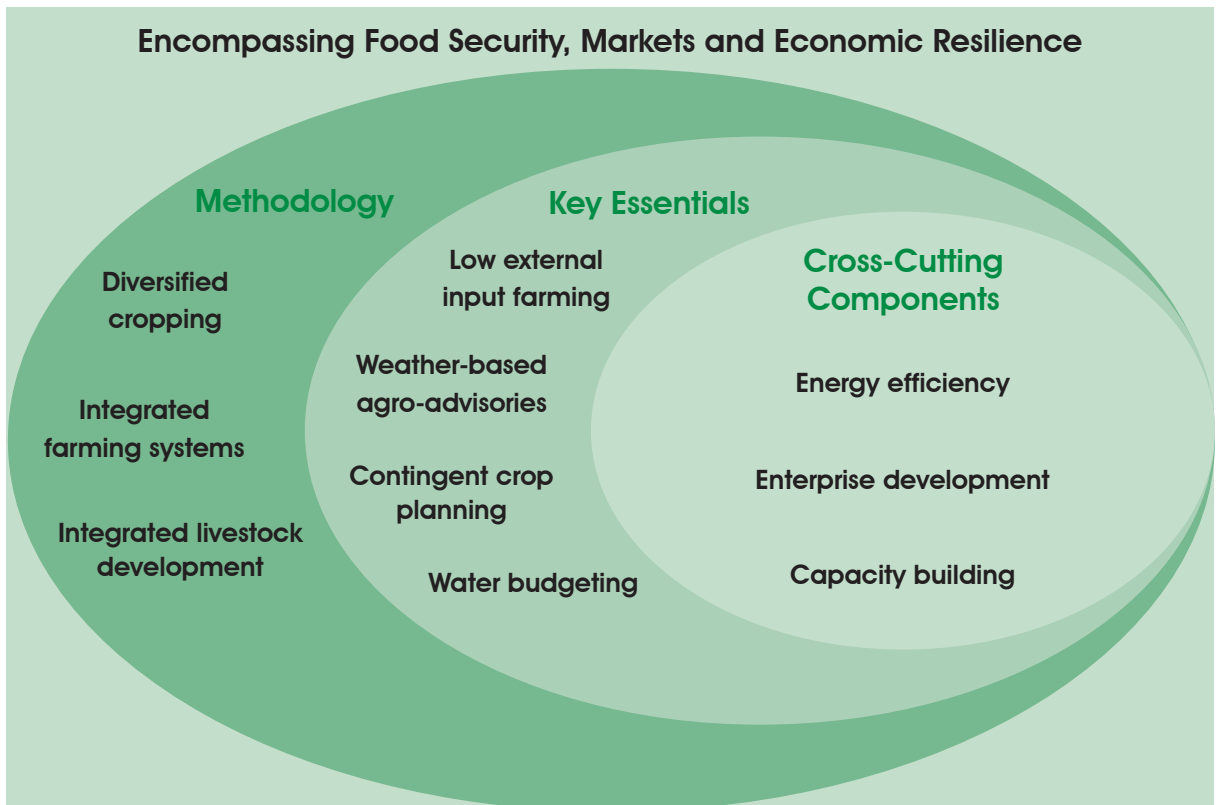 Encompassing Food Security, Markets and Economic Resilience
Methodology
Diversified
cropping
Integrated
farming systems
Integrated livestock
development
Key Essentials
Low external
input farming
Weather-based
agro-advisories
Contingent crop
planning
Water budgeting
Cross-Cutting
Components
Energy efficiency
Enterprise development
Capacity building